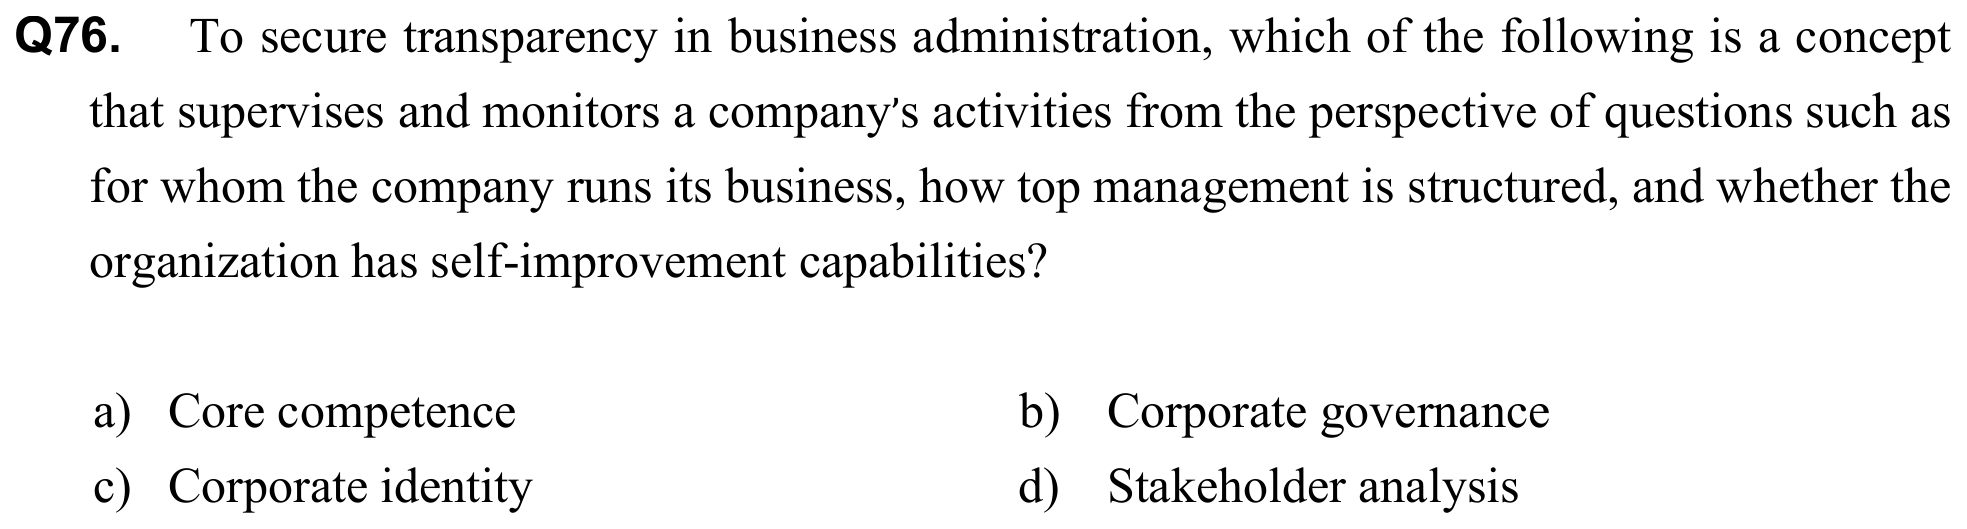 Q76. To secure transparency in business administration, which of the following is a concept
that supervises and monitors a company's activities from the perspective of questions such as
for whom the company runs its business, how top management is structured, and whether the
organization has self-improvement capabilities?
a) Core competence b) Corporate governance
c) Corporate identity d) Stakeholder analysis